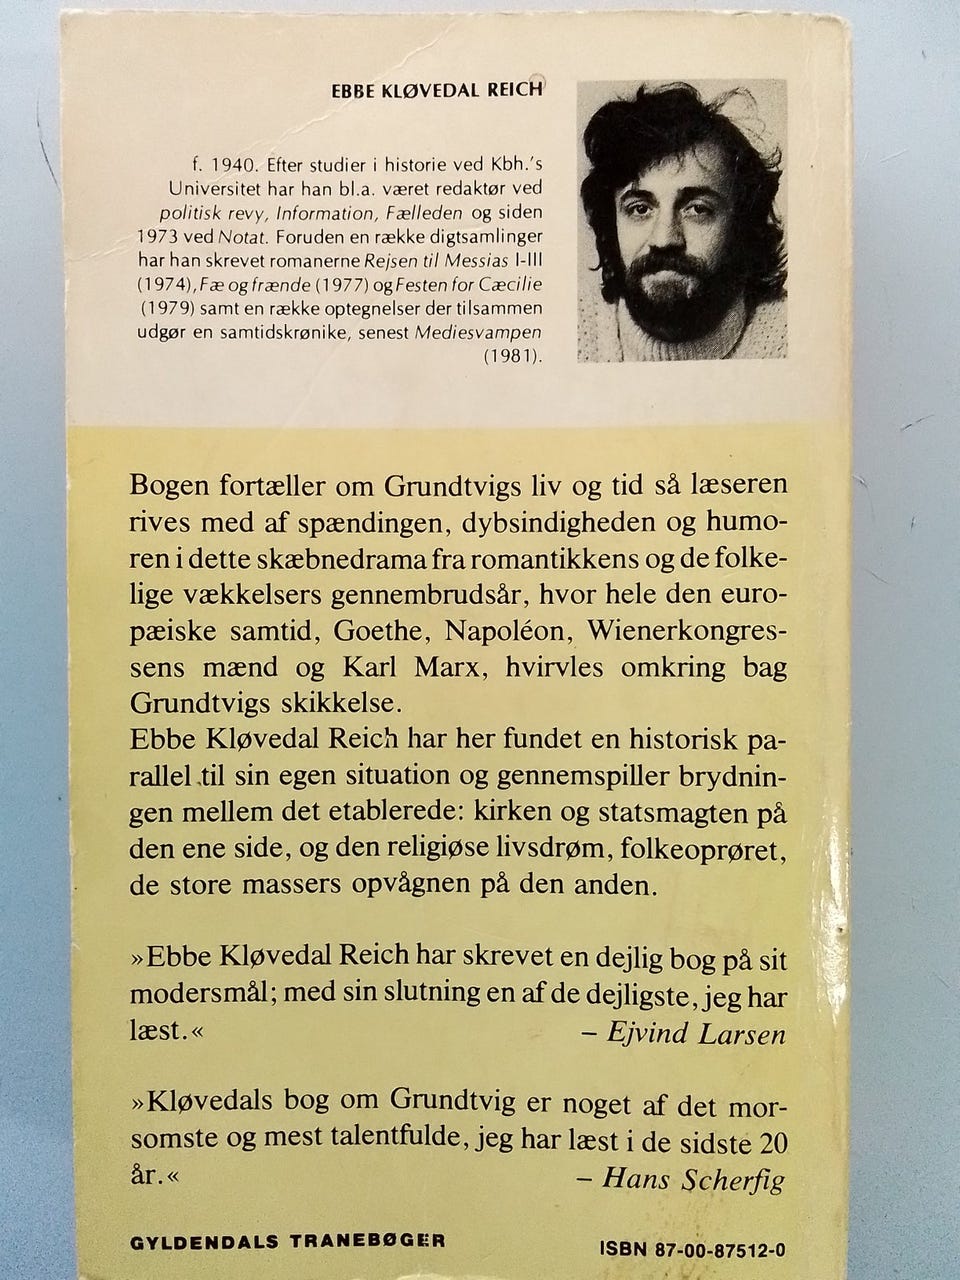 EBBE KLØVEDAL REICH
f. 1940. Efter studier i historie ved Kbh.'s
Universitet har han bl.a. været redaktør ved
politisk revy, Information, Fælleden og siden
1973 ved Notat. Foruden en række digtsamlinger
har han skrevet romanerne Rejsen til Messias I-III
(1974), Fæ og frænde (1977) og Festen for Cæcilie
(1979) samt en række optegnelser der tilsammen
udgør en samtidskrønike, senest Mediesvampen
(1981).
Bogen fortæller om Grundtvigs liv og tid så læseren
rives med af spændingen, dybsindigheden og humo-
ren i dette skæbnedrama fra romantikkens og de folke-
lige vækkelsers gennembrudsår, hvor hele den euro-
pæiske samtid, Goethe, Napoléon, Wienerkongres-
sens mænd og Karl Marx, hvirvles omkring bag
Grundtvigs skikkelse.
Ebbe Kløvedal Reich har her fundet en historisk pa-
rallel til sin egen situation og gennemspiller brydnin-
gen mellem det etablerede: kirken og statsmagten på
den ene side, og den religiøse livsdrøm, folkeoprøret,
de store massers opvågnen på den anden.
»Ebbe Kløvedal Reich har skrevet en dejlig bog på sit
modersmål; med sin slutning en af de dejligste, jeg har
læst.« – Ejvind Larsen
»Kløvedals bog om Grundtvig er noget af det mor-
somste og mest talentfulde, jeg har læst i de sidste 20
år.« – Hans Scherfig
GYLDENDALS TRANEBØGER
ISBN 87-00-87512-0